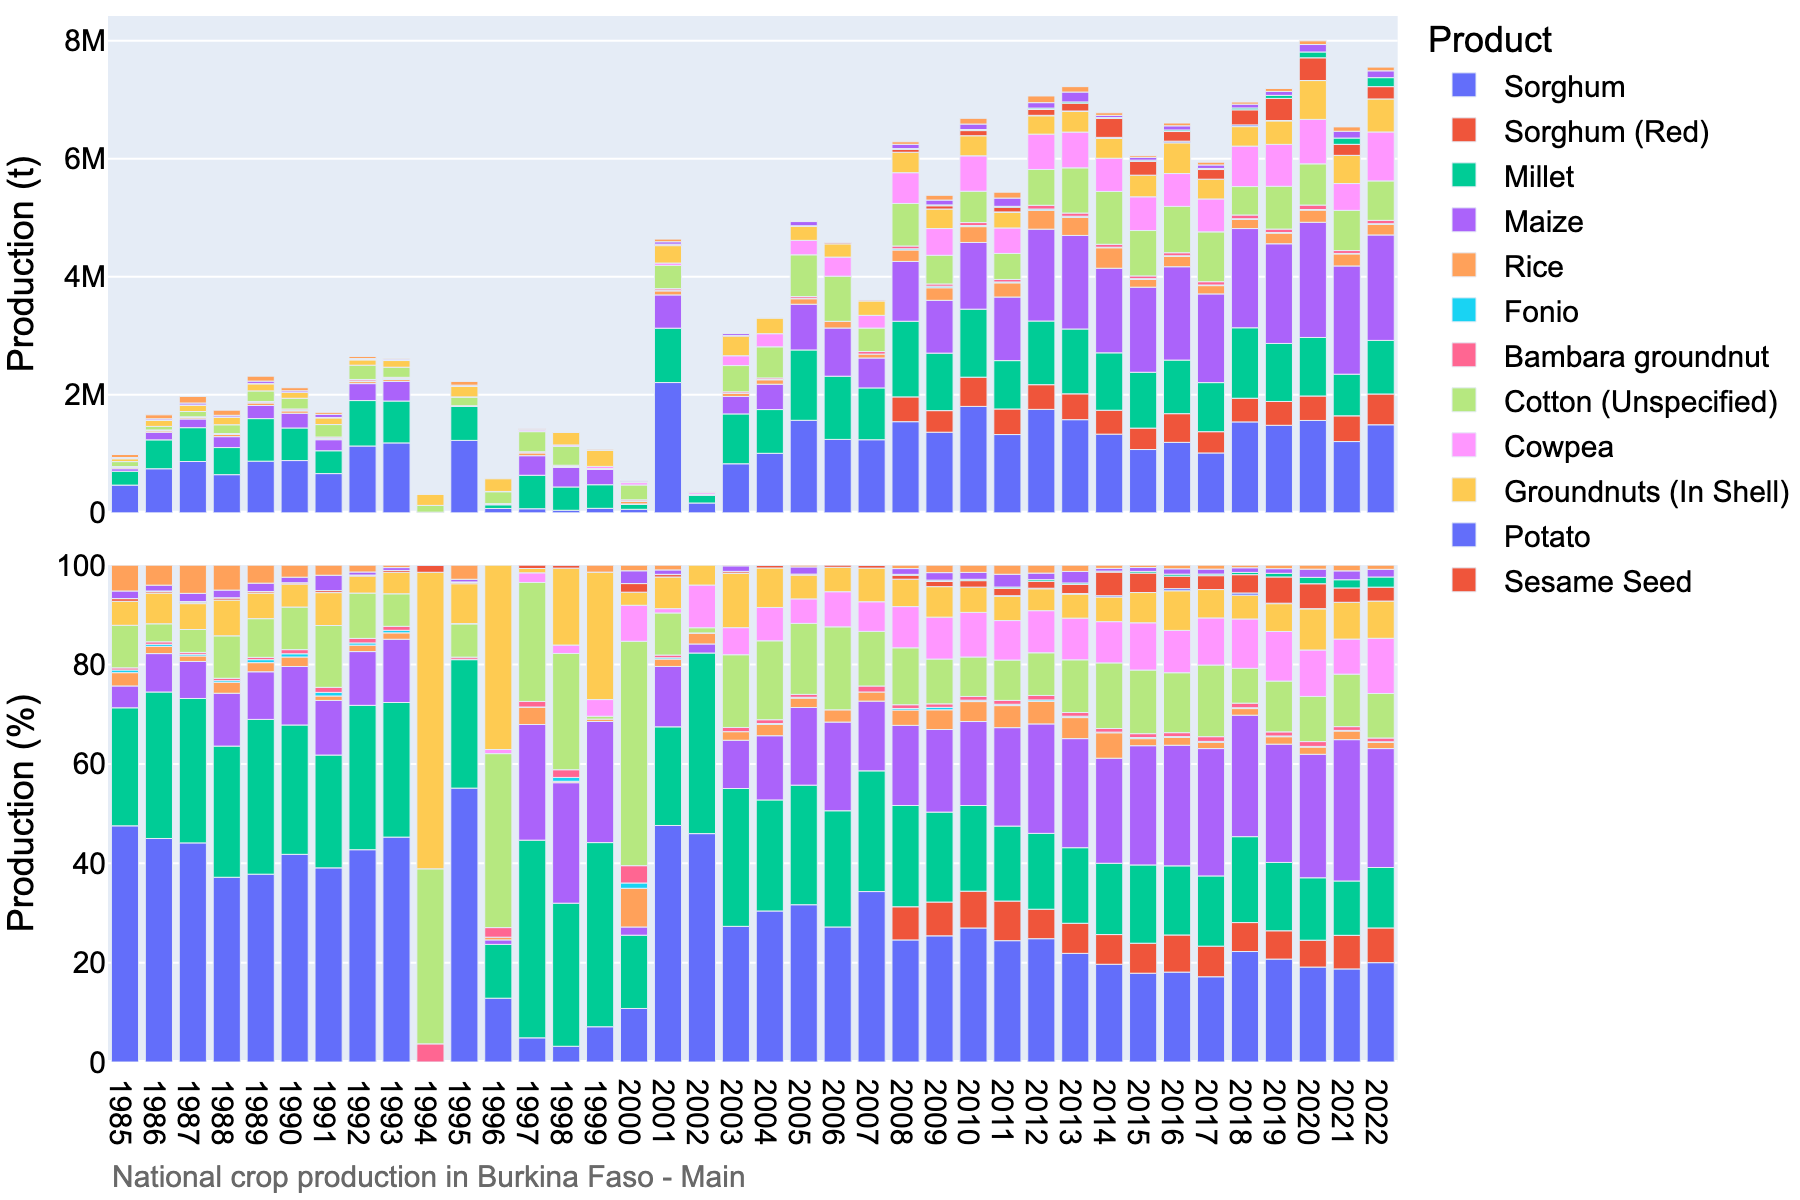 Production (t)
8M
6M
4M
2M
0
Production (%)
100
80
60
40
20
0
1985 1986 1987 1988 1989 1990 1991 1992 1993 1994 1995 1996 1997 1998 1999 2000 2001 2002 2003 2004 2005 2006 2007 2008 2009 2010 2011 2012 2013 2014 2015 2016 2017 2018 2019 2020 2021 2022
National crop production in Burkina Faso - Main
Product
Sorghum
Sorghum (Red)
Millet
Maize
Rice
Fonio
Bambara groundnut
Cotton (Unspecified)
Cowpea
Groundnuts (In Shell)
Potato
Sesame Seed